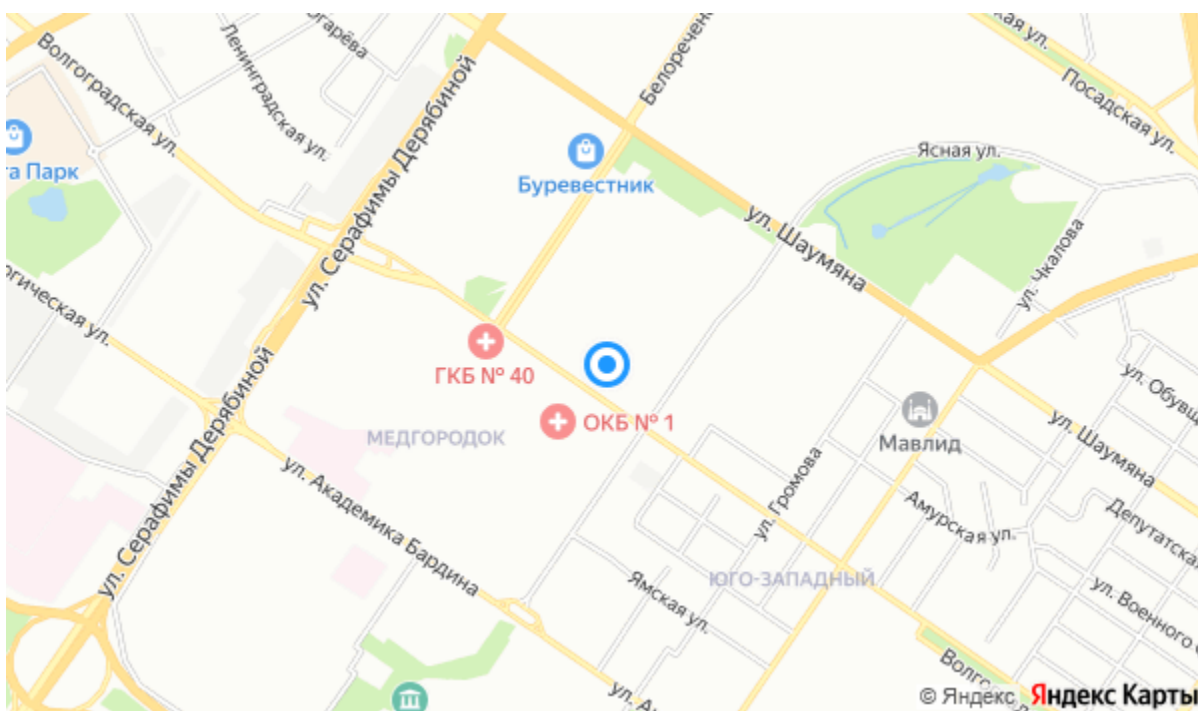 Волгоградская ул.
Ленинградская ул.
ул. Серафимы Дерябиной
Посадская ул.
Ясная ул.
Буревестник
ул. Шаумяна
ул. Чкалова
ГКБ № 40
ОКБ № 1
МЕДГОРОДОК
Мавлид
ул. Шаумяна
ул. Серафимы Дерябиной
ул. Академика Бардина
ул. Громова
Амурская ул.
Ямская ул.
ЮГО-ЗАПАДНЫЙ
© Яндекс Яндекс Карты